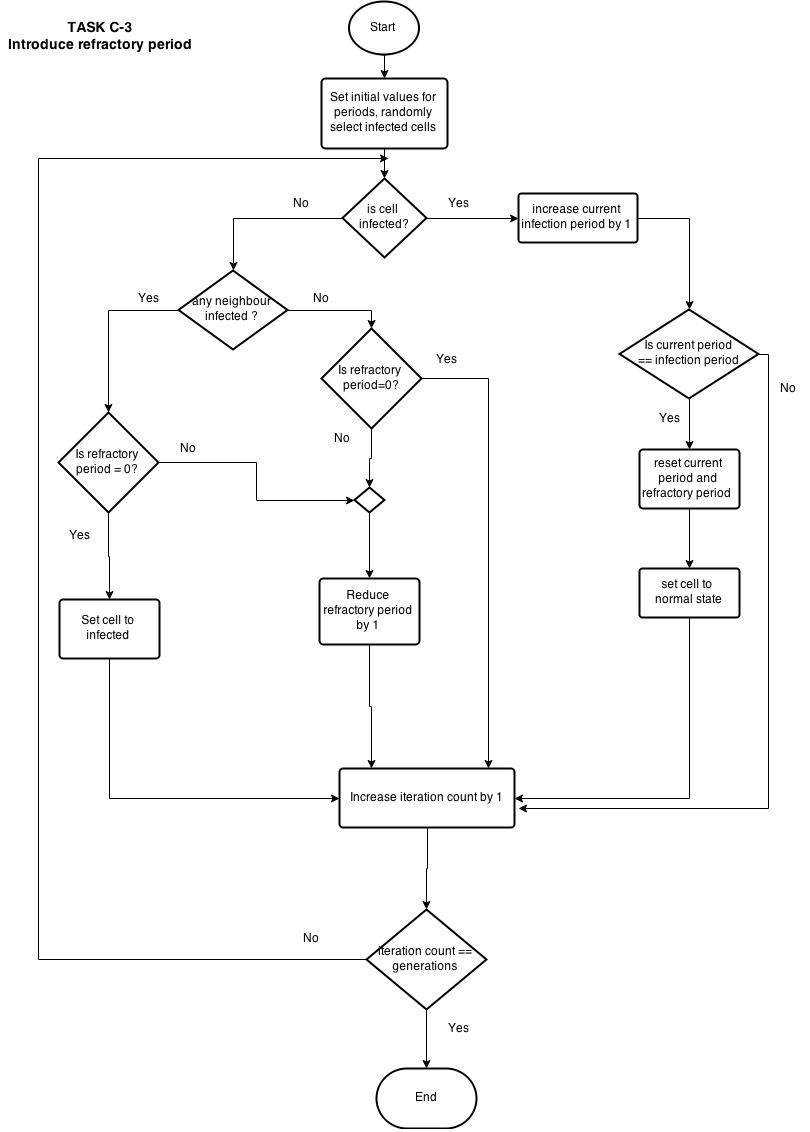 TASK C-3
Introduce refractory period
Start
Set initial values for
periods, randomly
select infected cells
No
is cell
infected?
Yes
increase current
infection period by 1
Yes
any neighbour
infected ?
No
Is refractory
period=0?
Yes
Is current period
== infection period
No
No
Yes
Is refractory
period = 0?
No
reset current
period and
refractory period
Yes
Reduce
refractory period
by 1
set cell to
normal state
Set cell to
infected
Increase iteration count by 1
No
iteration count ==
generations
Yes
End